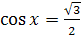 cos x = √3/2